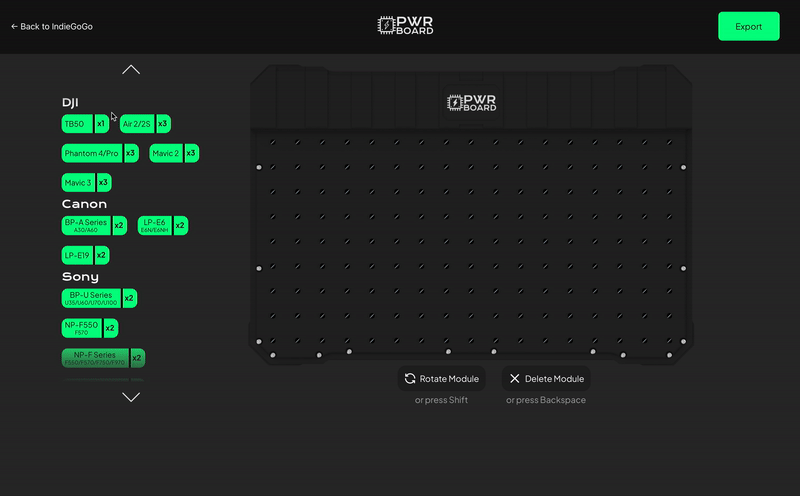 ← Back to IndieGoGo
PWR
BOARD
Export
DJI
TB50 x1
Air 2/2S x3
Phantom 4/Pro x3
Mavic 2 x3
Mavic 3 x3
Canon
BP-A Series
A30/A60
x2
LP-E6
E6N/E6NH
x2
LP-E19 x2
Sony
BP-U Series
U35/U60/U70/U100
x2
NP-F550
F570
x2
NP-F Series
F550/F570/F750/F970
x2
PWR
BOARD
Rotate Module
or press Shift
Delete Module
or press Backspace